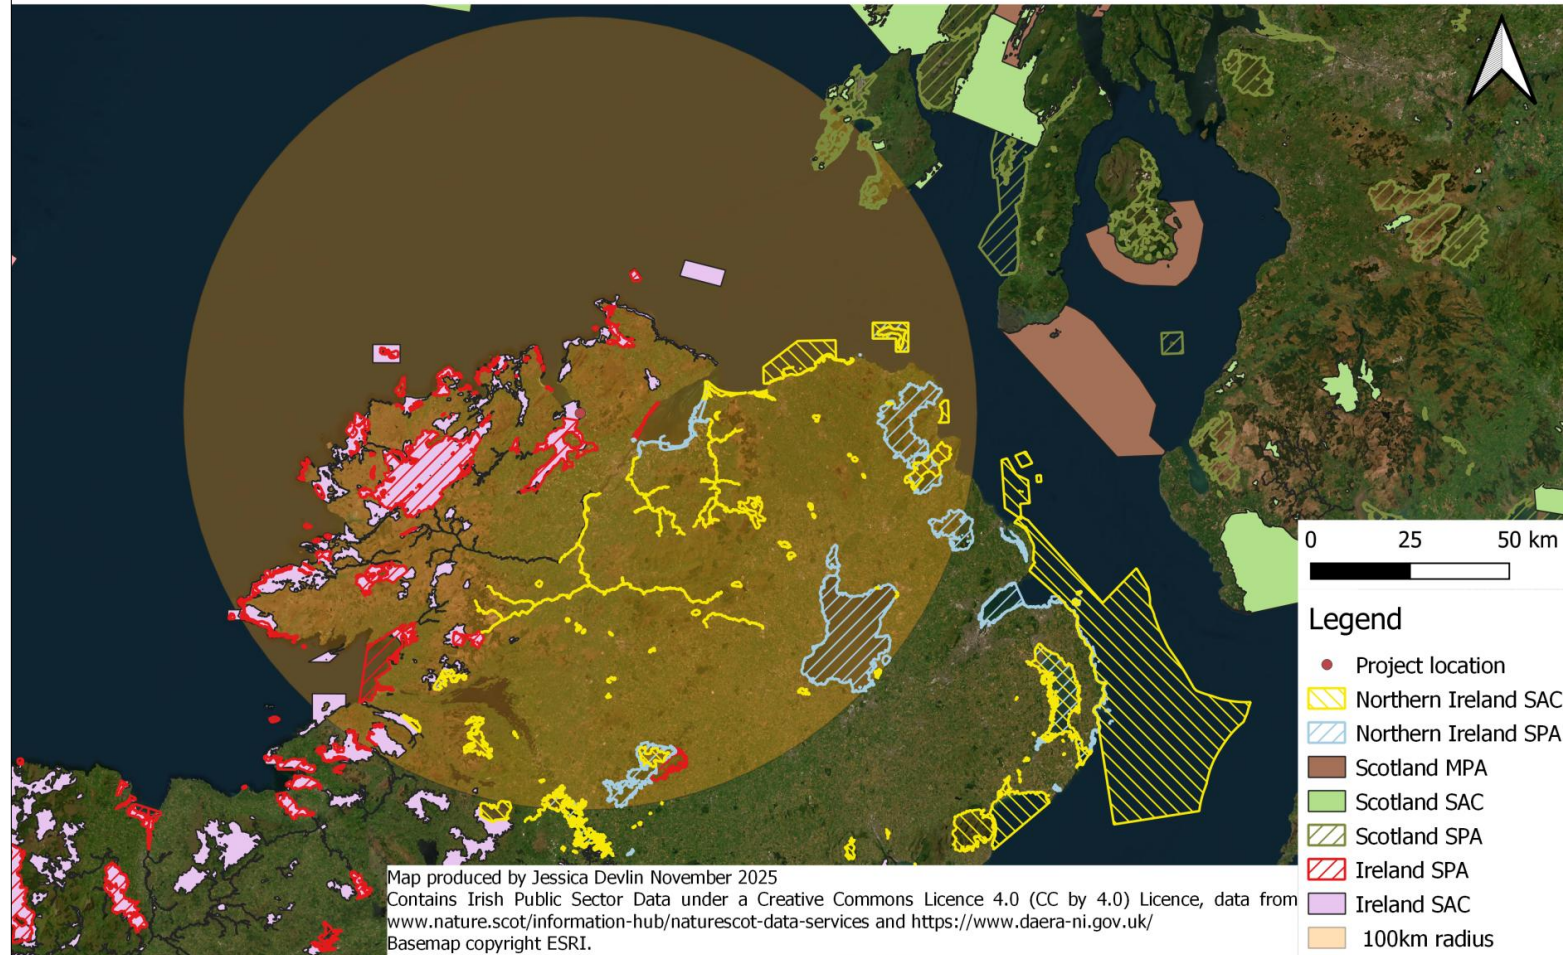 0 25 50 km
Legend
Project location
Northern Ireland SAC
Northern Ireland SPA
Scotland MPA
Scotland SAC
Scotland SPA
Ireland SPA
Ireland SAC
100km radius
Map produced by Jessica Devlin November 2025
Contains Irish Public Sector Data under a Creative Commons Licence 4.0 (CC by 4.0) Licence, data from
www.nature.scot/information-hub/naturescot-data-services and https://www.daera-ni.gov.uk/
Basemap copyright ESRI.